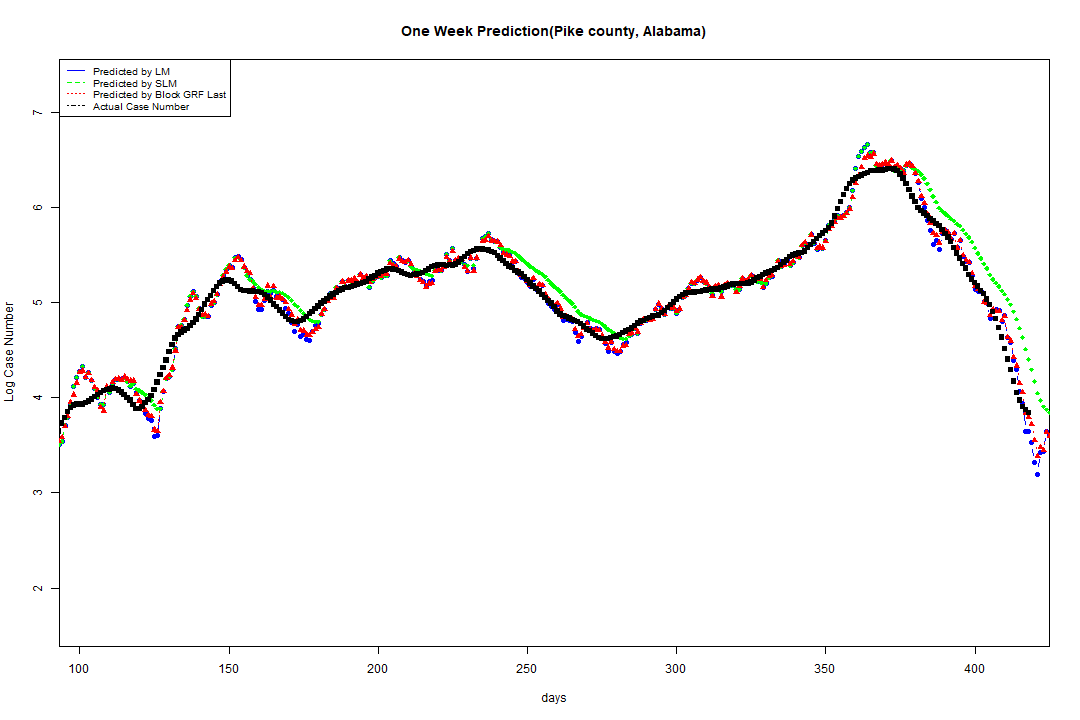 One Week Prediction(Pike county, Alabama)
Predicted by LM
Predicted by SLM
Predicted by Block GRF Last
Actual Case Number
7
6
5
4
3
2
Log Case Number
100 150 200 250 300 350 400
days